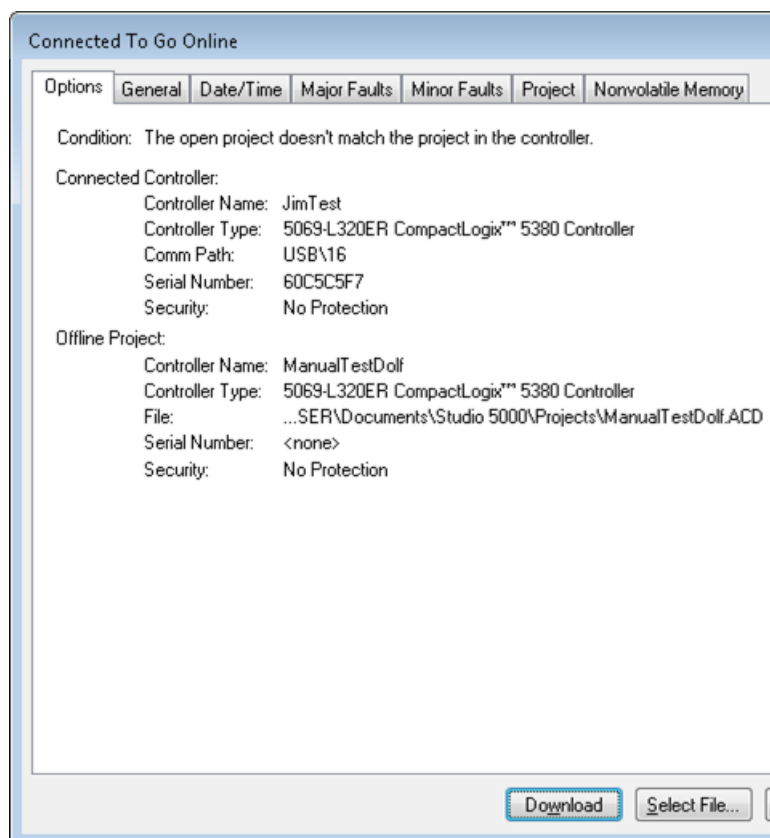 Connected To Go Online
Options General Date/Time Major Faults Minor Faults Project Nonvolatile Memory
Condition: The open project doesn't match the project in the controller.
Connected Controller:
Controller Name: JimTest
Controller Type: 5069-L320ER CompactLogix™ 5380 Controller
Comm Path: USB\16
Serial Number: 60C5C5F7
Security: No Protection
Offline Project:
Controller Name: ManualTestDolf
Controller Type: 5069-L320ER CompactLogix™ 5380 Controller
File: ...SER\Documents\Studio 5000\Projects\ManualTestDolf.ACD
Serial Number: <none>
Security: No Protection
Download Select File...